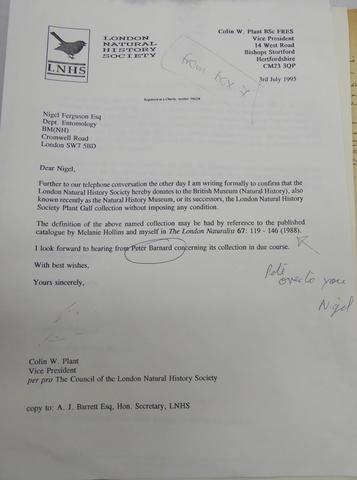 LNHS
LONDON
NATURAL
HISTORY
SOCIETY
Colin W. Plant BSc FRES
Vice President
14 West Road
Bishops Stortford
Hertfordshire
CM23 3QP
3rd July 1995
from box
Registered as a Charity, number
Nigel Ferguson Esq
Dept. Entomology
BM(NH)
Cromwell Road
London SW7 5BD
Dear Nigel,
Further to our telephone conversation the other day I am writing formally to confirm that the
London Natural History Society hereby donates to the British Museum (Natural History), also
known recently as the Natural History Museum, or its successors, the London Natural History
Society Plant Gall collection without imposing any condition.
The definition of the above named collection may be had by reference to the published
catalogue by Melanie Hollins and myself in The London Naturalist 67: 119 - 146 (1988).
I look forward to hearing from Peter Barnard concerning its collection in due course.
With best wishes,
Yours sincerely,
Pete
over to you
Nigel
Colin W. Plant
Vice President
per pro The Council of the London Natural History Society
copy to: A. J. Barrett Esq, Hon. Secretary, LNHS